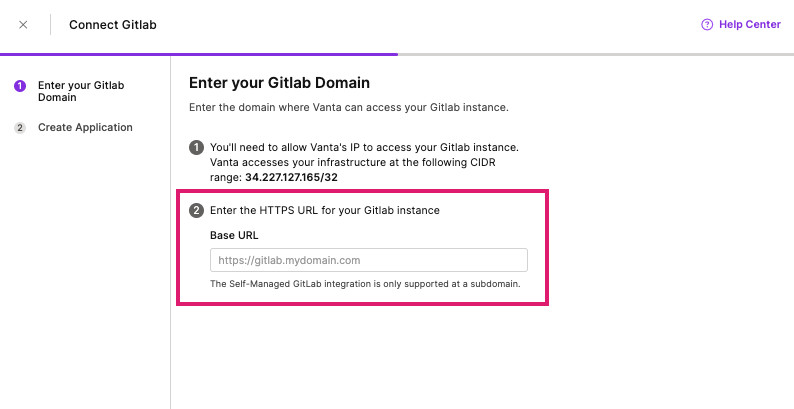 Connect Gitlab
Help Center
1 Enter your Gitlab
Domain
2 Create Application
Enter your Gitlab Domain
Enter the domain where Vanta can access your Gitlab instance.
1 You'll need to allow Vanta's IP to access your Gitlab instance.
Vanta accesses your infrastructure at the following CIDR
range: 34.227.127.165/32
2 Enter the HTTPS URL for your Gitlab instance
Base URL
https://gitlab.mydomain.com
The Self-Managed GitLab integration is only supported at a subdomain.